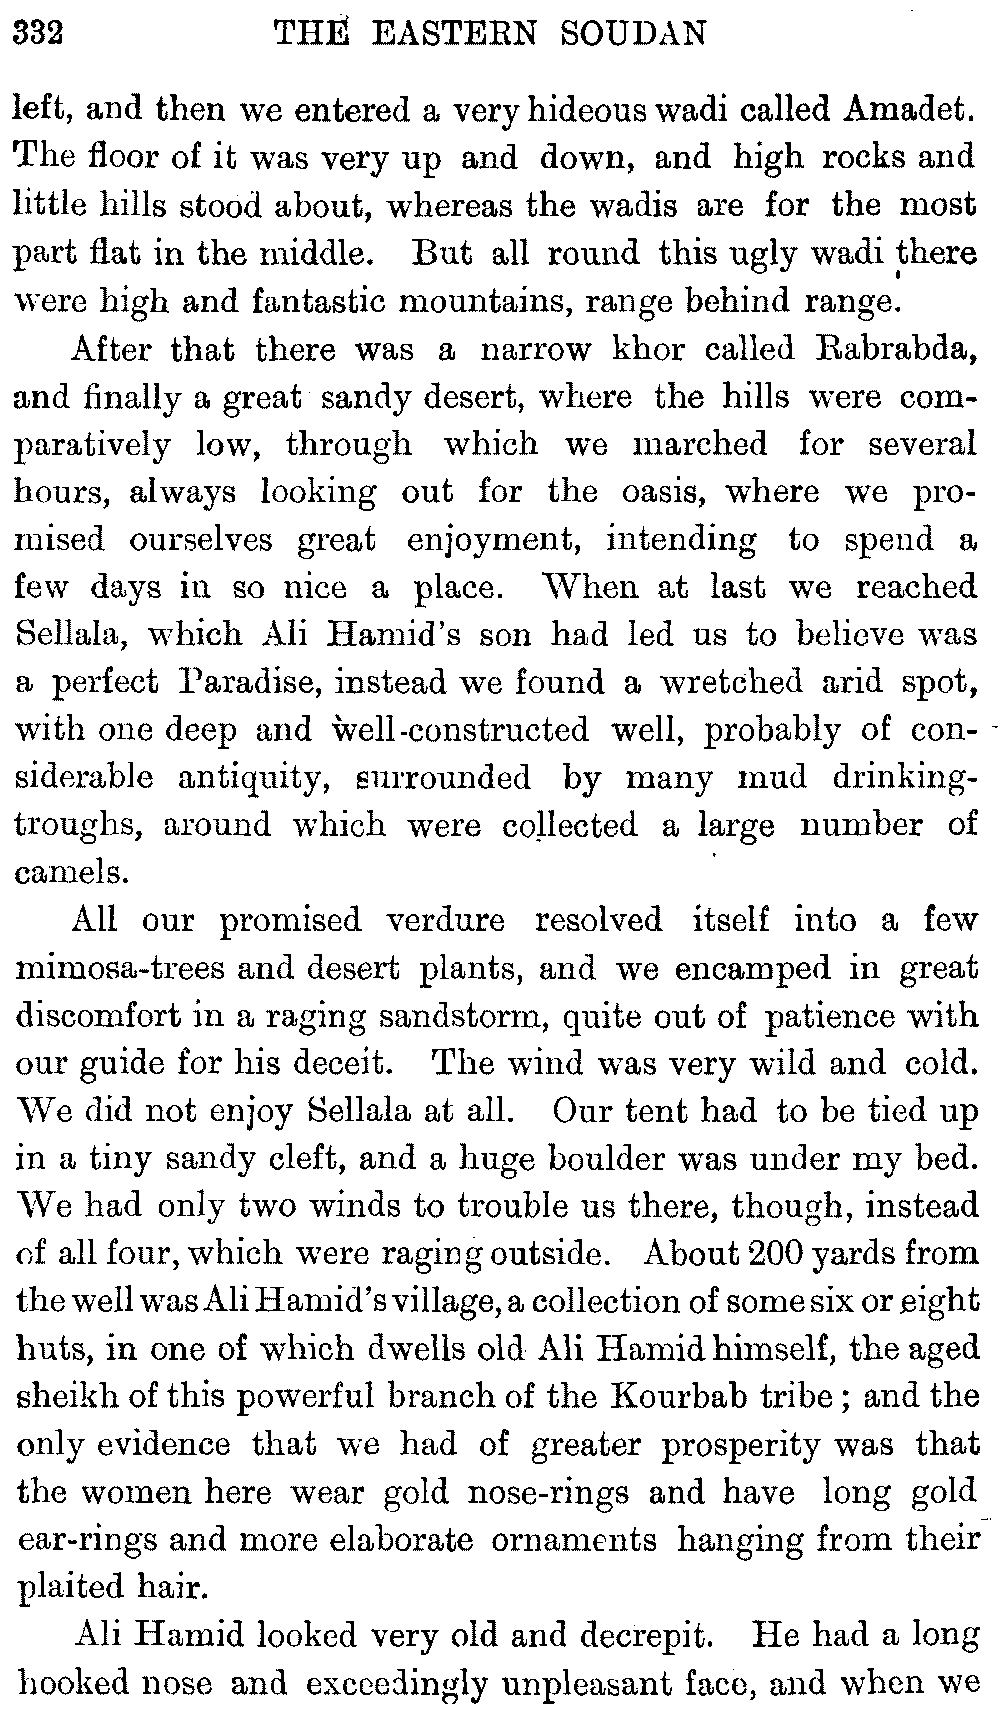 332 THE EASTERN SOUDAN
left, and then we entered a very hideous wadi called Amadet.
The floor of it was very up and down, and high rocks and
little hills stood about, whereas the wadis are for the most
part flat in the middle. But all round this ugly wadi there
were high and fantastic mountains, range behind range.
After that there was a narrow khor called Rabrabda,
and finally a great sandy desert, where the hills were com-
paratively low, through which we marched for several
hours, always looking out for the oasis, where we pro-
mised ourselves great enjoyment, intending to spend a
few days in so nice a place. When at last we reached
Sellala, which Ali Hamid's son had led us to believe was
a perfect Paradise, instead we found a wretched arid spot,
with one deep and well-constructed well, probably of con-
siderable antiquity, surrounded by many mud drinking-
troughs, around which were collected a large number of
camels.
All our promised verdure resolved itself into a few
mimosa-trees and desert plants, and we encamped in great
discomfort in a raging sandstorm, quite out of patience with
our guide for his deceit. The wind was very wild and cold.
We did not enjoy Sellala at all. Our tent had to be tied up
in a tiny sandy cleft, and a huge boulder was under my bed.
We had only two winds to trouble us there, though, instead
of all four, which were raging outside. About 200 yards from
the well was Ali Hamid's village, a collection of some six or eight
huts, in one of which dwells old Ali Hamid himself, the aged
sheikh of this powerful branch of the Kourbab tribe; and the
only evidence that we had of greater prosperity was that
the women here wear gold nose-rings and have long gold
ear-rings and more elaborate ornaments hanging from their
plaited hair.
Ali Hamid looked very old and decrepit. He had a long
hooked nose and exceedingly unpleasant face, and when we